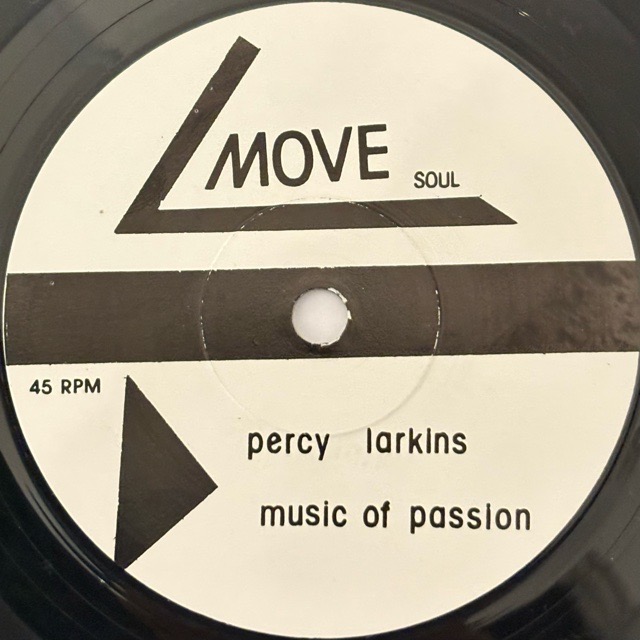 MOVE SOUL
45 RPM
percy larkins
music of passion